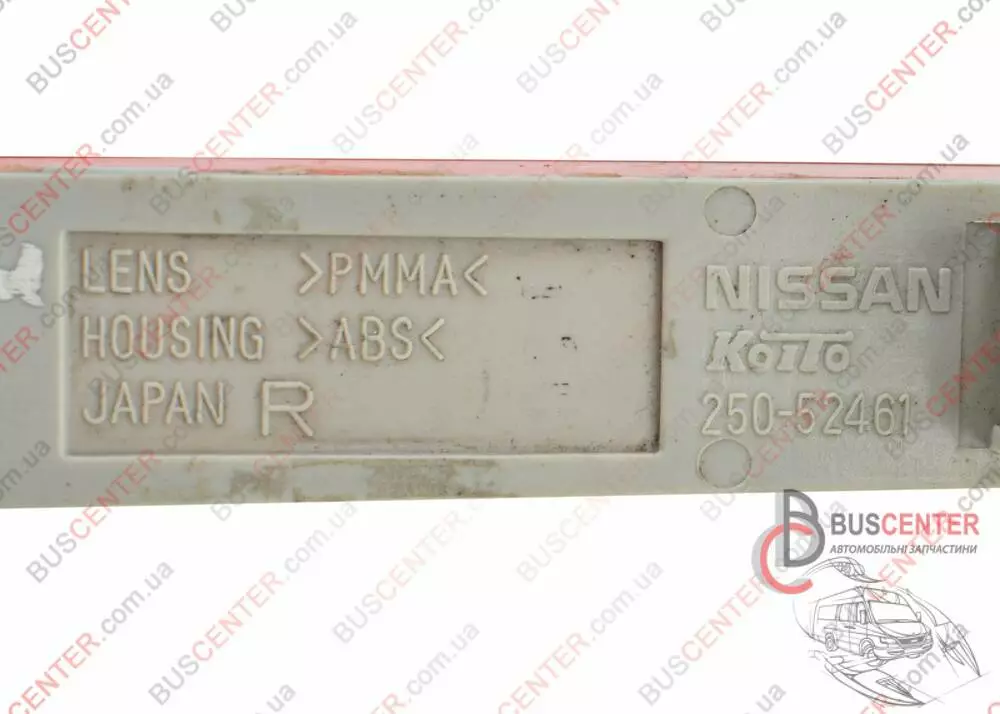 LENS >PMMA<
HOUSING >ABS<
JAPAN R
NISSAN
KOITO
250-52461
BUSCENTER
АВТОМОБІЛЬНІ ЗАПЧАСТИНИ
BUSCENTER.com.ua